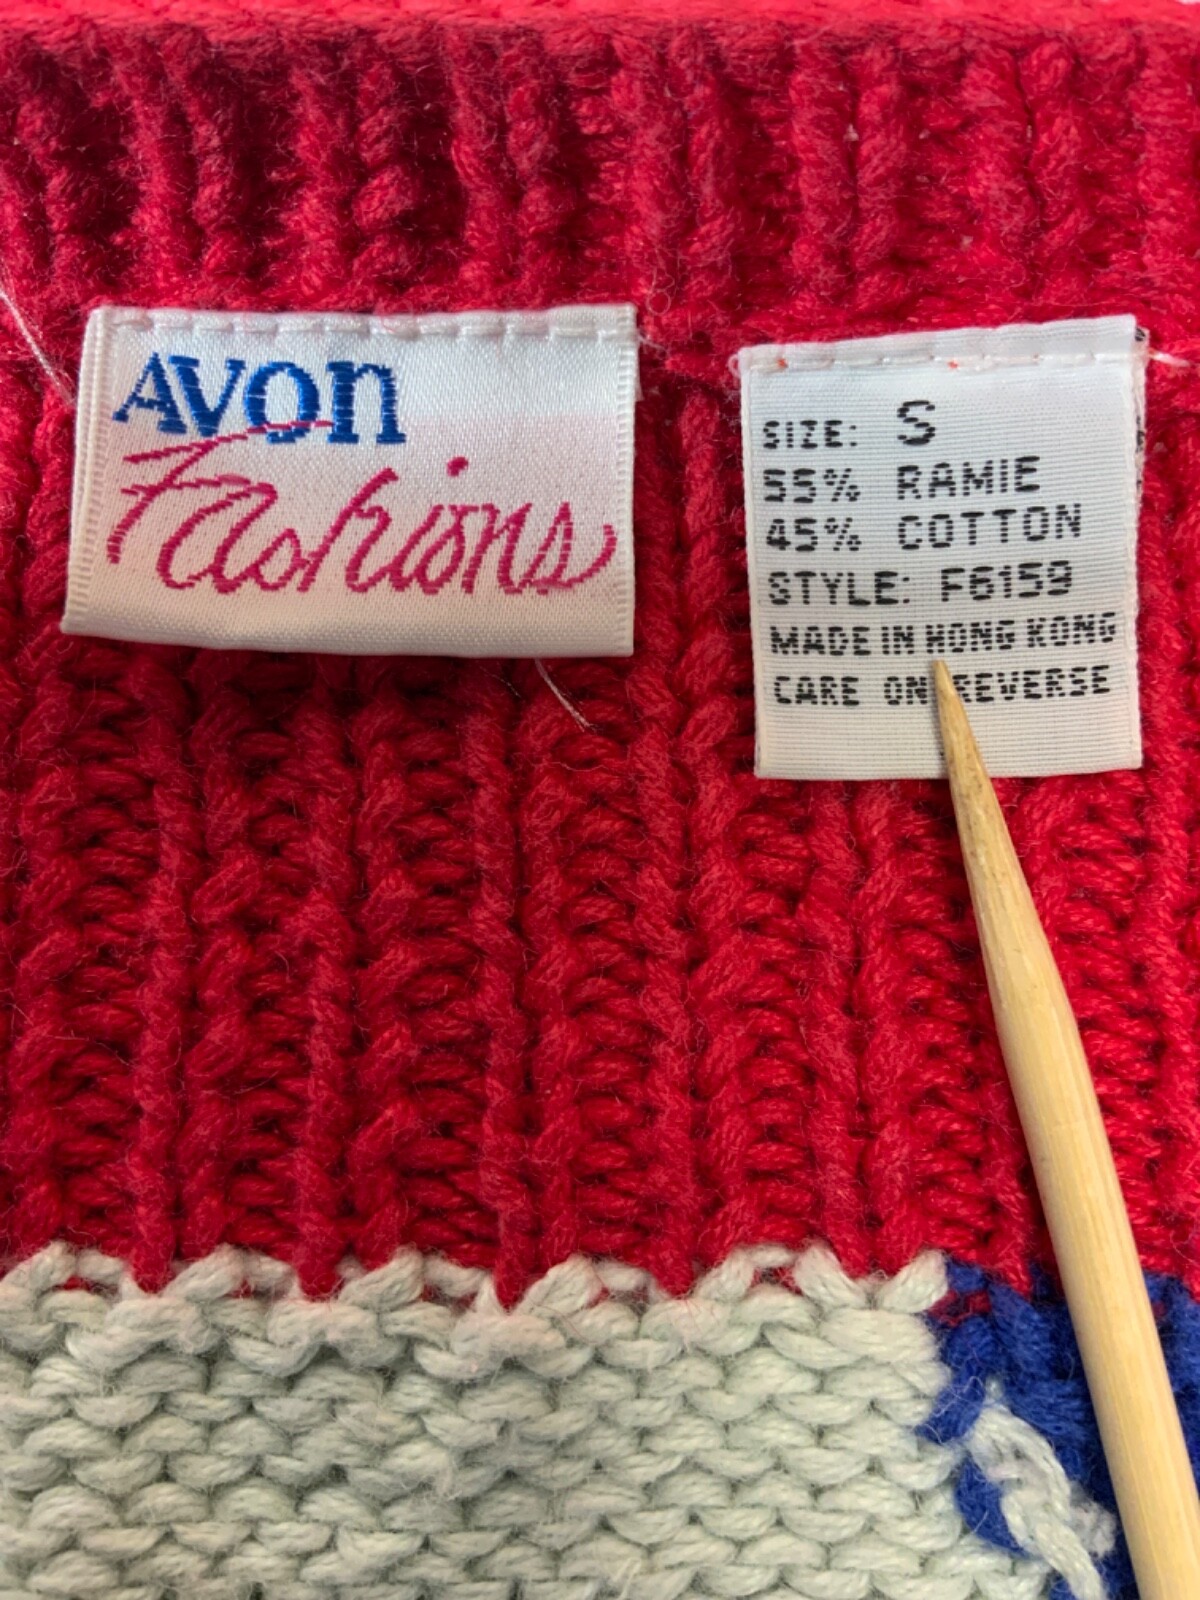 AVON
Fashions
SIZE: S
55% RAMIE
45% COTTON
STYLE: F6159
MADE IN HONG KONG
CARE ON REVERSE